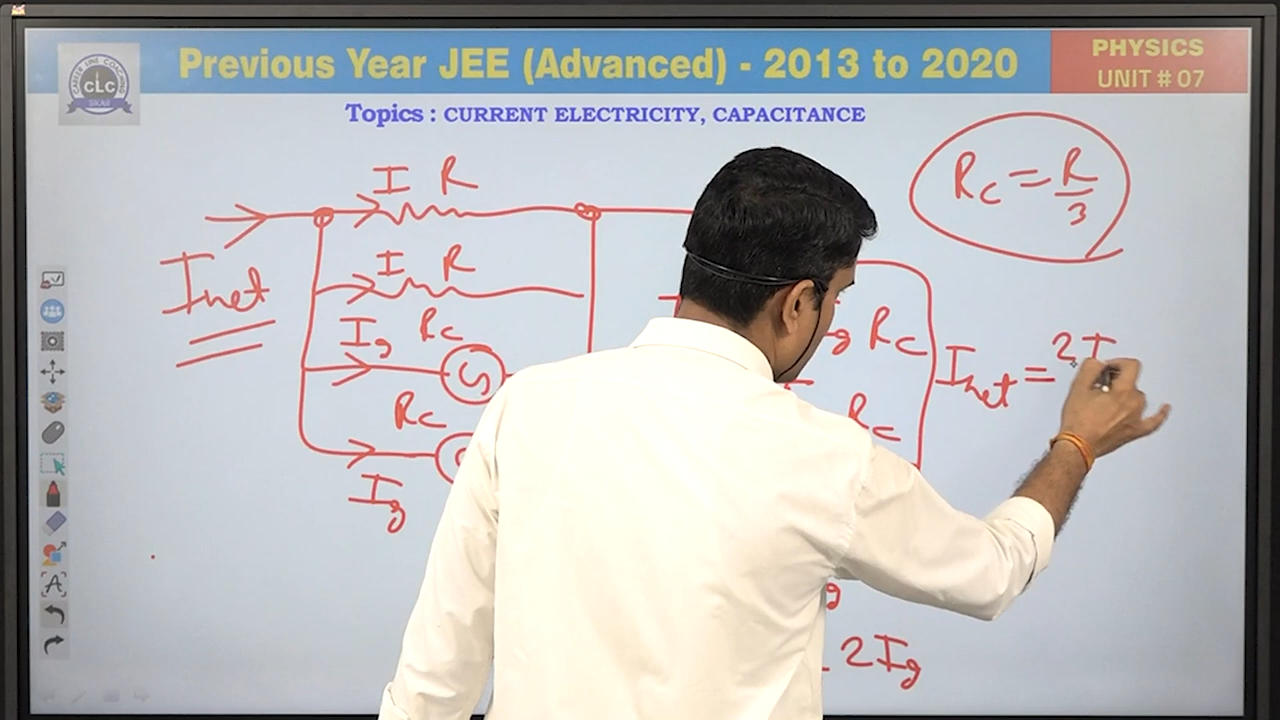 Previous Year JEE (Advanced) - 2013 to 2020
PHYSICS
UNIT # 07
CLC
SIKAR
Topics : CURRENT ELECTRICITY, CAPACITANCE
I R
Rc = R/3
I R
Inet
Ig Rc
G
g Rc
Inet = 2I
Rc
Rc
Ig
g
2Ig
A